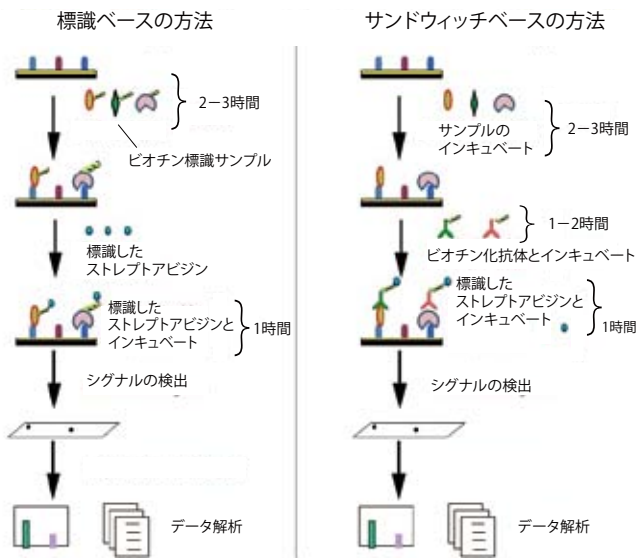 標識ベースの方法
2−3時間
ビオチン標識サンプル
標識した
ストレプトアビジン
標識した
ストレプトアビジンと
インキュベート
1時間
シグナルの検出
データ解析
サンドウィッチベースの方法
サンプルの
インキュベート
2−3時間
1−2時間
ビオチン化抗体とインキュベート
標識した
ストレプトアビジンと
インキュベート
1時間
シグナルの検出
データ解析